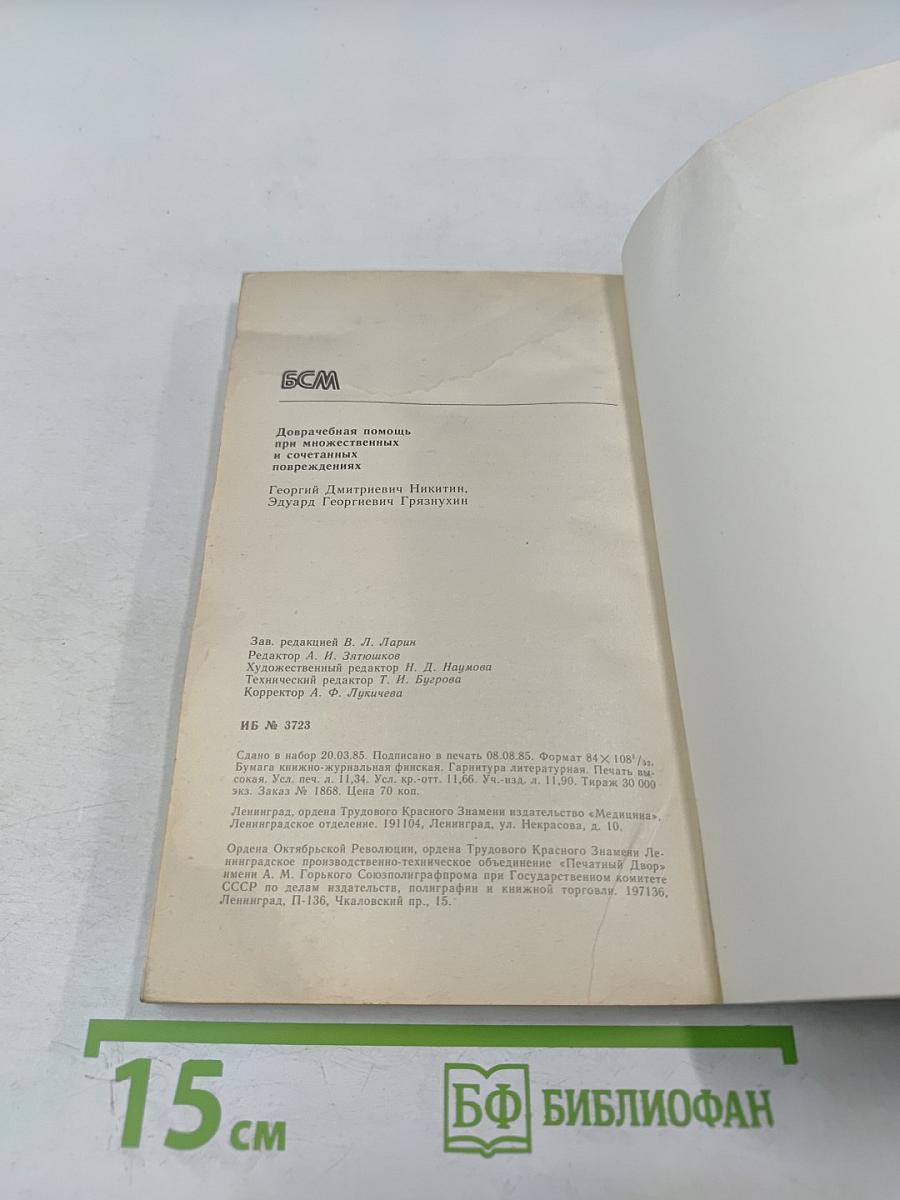 БСМ
Доврачебная помощь
при множественных
и сочетанных
повреждениях
Георгий Дмитриевич Никитин,
Эдуард Георгиевич Грязнухин
Зав. редакцией В. Л. Ларин
Редактор А. И. Зятюшков
Художественный редактор Н. Д. Наумова
Технический редактор Т. И. Бугрова
Корректор А. Ф. Лукичева
ИБ № 3723
Сдано в набор 20.03.85. Подписано в печать 08.08.85. Формат 84×108¹/₃₂.
Бумага книжно-журнальная финская. Гарнитура литературная. Печать вы-
сокая. Усл. печ. л. 11,34. Усл. кр.-отт. 11,66. Уч.-изд. л. 11,90. Тираж 30 000
экз. Заказ № 1868. Цена 70 коп.
Ленинград, ордена Трудового Красного Знамени издательство «Медицина»,
Ленинградское отделение. 191104, Ленинград, ул. Некрасова, д. 10.
Ордена Октябрьской Революции, ордена Трудового Красного Знамени Ле-
нинградское производственно-техническое объединение «Печатный Двор»
имени А. М. Горького Союзполиграфпрома при Государственном комитете
СССР по делам издательств, полиграфии и книжной торговли. 197136,
Ленинград, П-136, Чкаловский пр., 15.
15 см
БФ БИБЛИОФАН